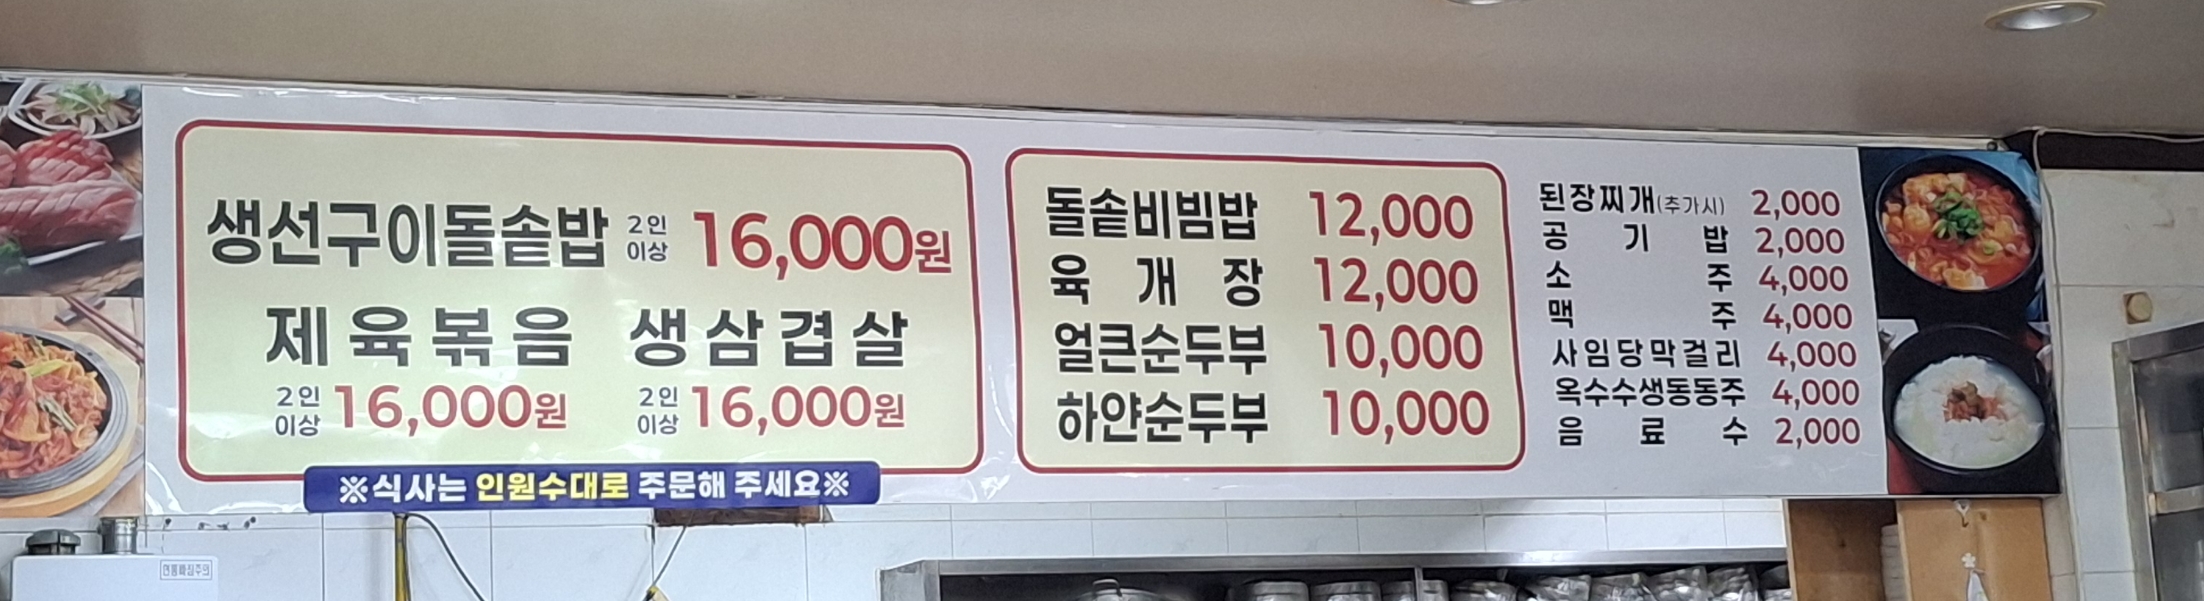 생선구이돌솥밥 2인 이상 16,000원
제육볶음 생삼겹살
2인 이상 16,000원 2인 이상 16,000원
※식사는 인원수대로 주문해 주세요※
돌솥비빔밥 12,000
육개장 12,000
얼큰순두부 10,000
하얀순두부 10,000
된장찌개(추가시) 2,000
공기밥 2,000
소주 4,000
맥주 4,000
사임당막걸리 4,000
옥수수생동동주 4,000
음료수 2,000